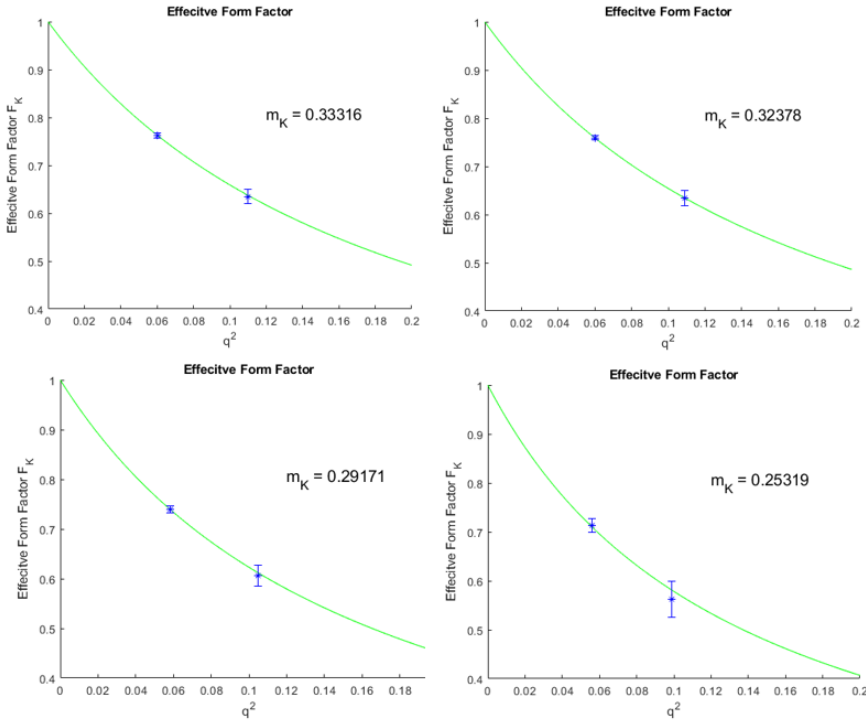 Effecitve Form Factor
1
0.9
0.8
0.7
0.6
0.5
0.4
Effecitve Form Factor F_K
m_K = 0.33316
0 0.02 0.04 0.06 0.08 0.1 0.12 0.14 0.16 0.18 0.2
q^2
Effecitve Form Factor
1
0.9
0.8
0.7
0.6
0.5
0.4
Effecitve Form Factor F_K
m_K = 0.32378
0 0.02 0.04 0.06 0.08 0.1 0.12 0.14 0.16 0.18 0.2
q^2
Effecitve Form Factor
1
0.9
0.8
0.7
0.6
0.5
0.4
Effecitve Form Factor F_K
m_K = 0.29171
0 0.02 0.04 0.06 0.08 0.1 0.12 0.14 0.16 0.18
q^2
Effecitve Form Factor
1
0.9
0.8
0.7
0.6
0.5
0.4
Effecitve Form Factor F_K
m_K = 0.25319
0 0.02 0.04 0.06 0.08 0.1 0.12 0.14 0.16 0.18 0.2
q^2